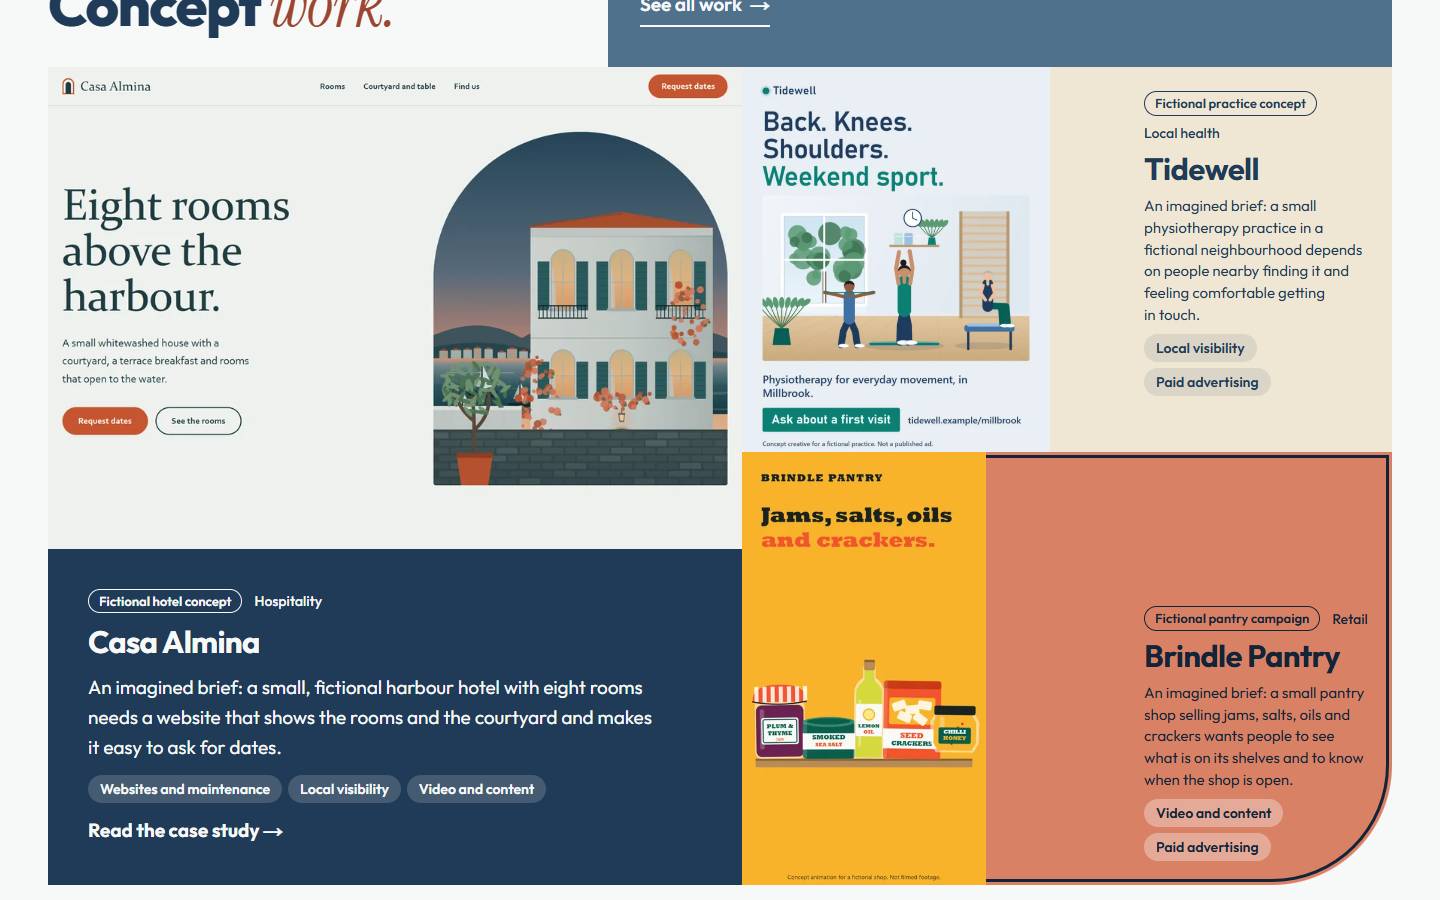 Concept work.
See all work →
Casa Almina
Rooms
Courtyard and table
Find us
Request dates
Eight rooms
above the
harbour.
A small whitewashed house with a
courtyard, a terrace breakfast and rooms
that open to the water.
Request dates
See the rooms
Fictional hotel concept
Hospitality
Casa Almina
An imagined brief: a small, fictional harbour hotel with eight rooms
needs a website that shows the rooms and the courtyard and makes
it easy to ask for dates.
Websites and maintenance
Local visibility
Video and content
Read the case study →
Tidewell
Back. Knees.
Shoulders.
Weekend sport.
Physiotherapy for everyday movement, in
Millbrook.
Ask about a first visit
tidewell.example/millbrook
Concept creative for a fictional practice. Not a published ad.
Fictional practice concept
Local health
Tidewell
An imagined brief: a small
physiotherapy practice in a
fictional neighbourhood depends
on people nearby finding it and
feeling comfortable getting
in touch.
Local visibility
Paid advertising
BRINDLE PANTRY
Jams, salts, oils
and crackers.
PLUM &
THYME
JAM
SMOKED
SEA SALT
LEMON
OIL
SEED
CRACKERS
CHILLI
HONEY
Concept animation for a fictional shop. Not filmed footage.
Fictional pantry campaign
Retail
Brindle Pantry
An imagined brief: a small pantry
shop selling jams, salts, oils and
crackers wants people to see
what is on its shelves and to know
when the shop is open.
Video and content
Paid advertising